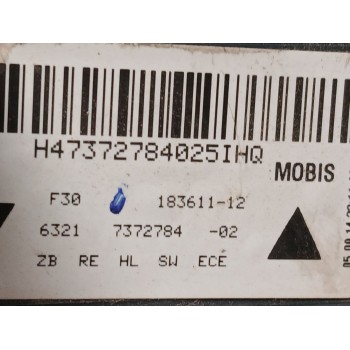 H47372784025IHQ
MOBIS
F30 183611-12
6321 7372784 -02
ZB RE HL SW ECE